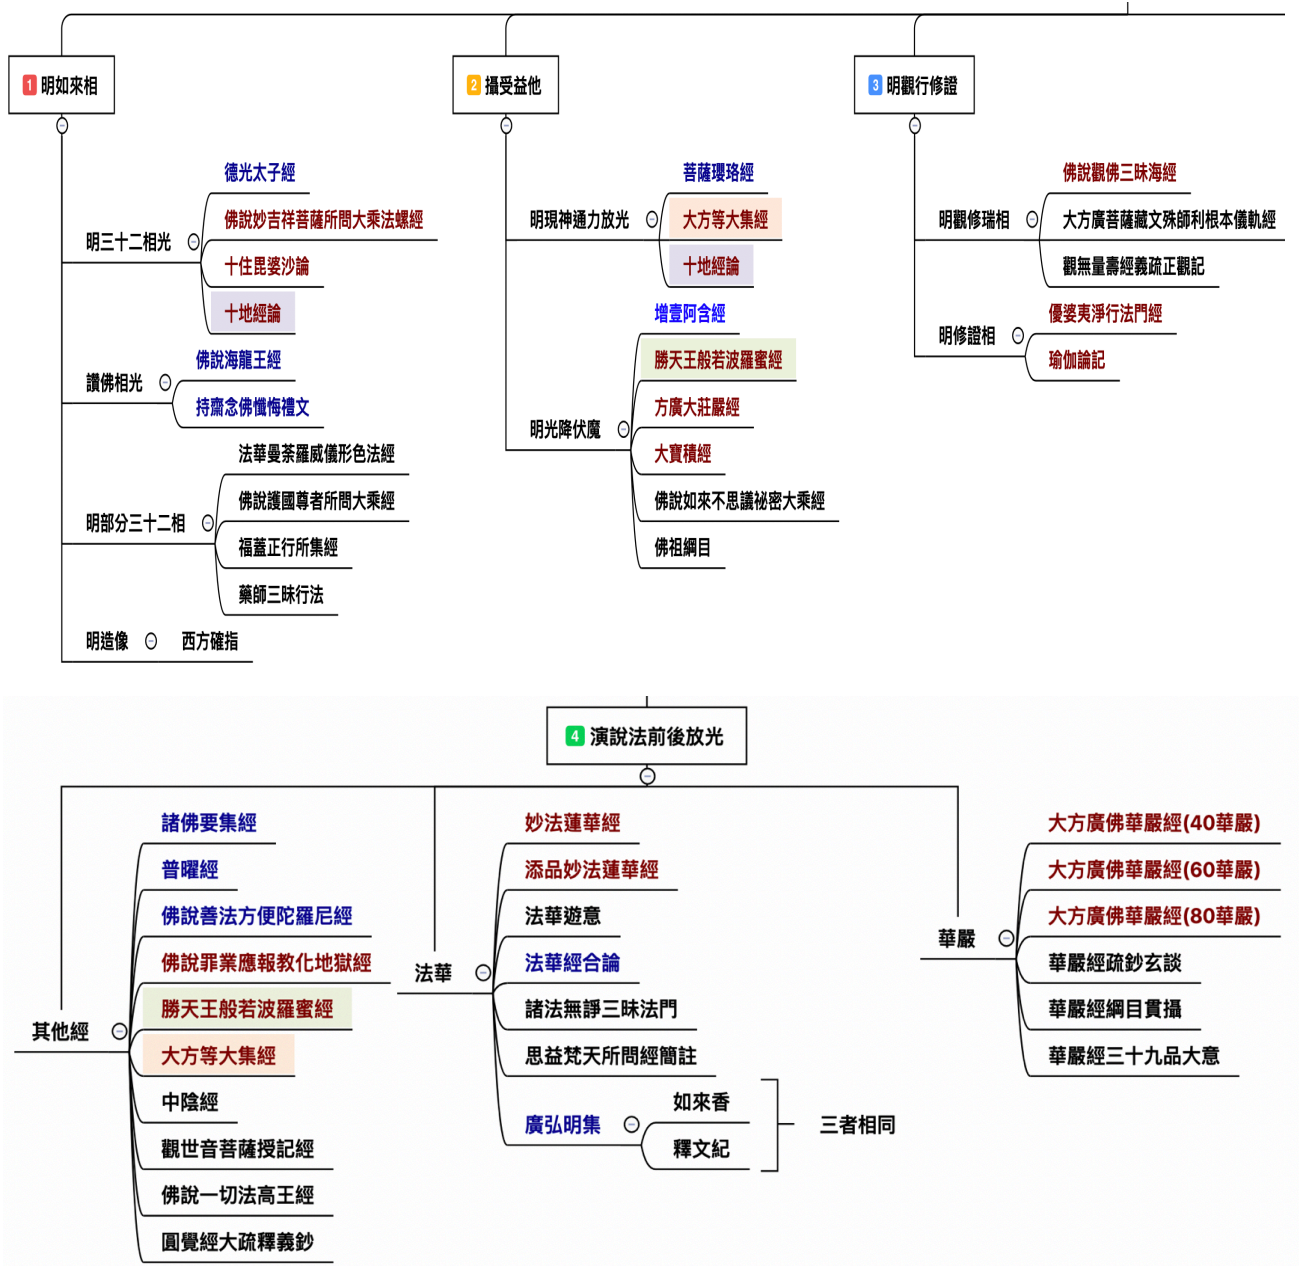 1 明如來相
明三十二相光
德光太子經
佛說妙吉祥菩薩所問大乘法螺經
十住毘婆沙論
十地經論
讚佛相光
佛說海龍王經
持齋念佛懺悔禮文
明部分三十二相
法華曼荼羅威儀形色法經
佛說護國尊者所問大乘經
福蓋正行所集經
藥師三昧行法
明造像
西方確指
2 攝受益他
明現神通力放光
菩薩瓔珞經
大方等大集經
十地經論
明光降伏魔
增壹阿含經
勝天王般若波羅蜜經
方廣大莊嚴經
大寶積經
佛說如來不思議祕密大乘經
佛祖綱目
3 明觀行修證
明觀修瑞相
佛說觀佛三昧海經
大方廣菩薩藏文殊師利根本儀軌經
觀無量壽經義疏正觀記
明修證相
優婆夷淨行法門經
瑜伽論記
4 演說法前後放光
其他經
諸佛要集經
普曜經
佛說善法方便陀羅尼經
佛說罪業應報教化地獄經
勝天王般若波羅蜜經
大方等大集經
中陰經
觀世音菩薩授記經
佛說一切法高王經
圓覺經大疏釋義鈔
法華
妙法蓮華經
添品妙法蓮華經
法華遊意
法華經合論
諸法無諍三昧法門
思益梵天所問經簡註
廣弘明集
如來香
釋文紀
三者相同
華嚴
大方廣佛華嚴經(40華嚴)
大方廣佛華嚴經(60華嚴)
大方廣佛華嚴經(80華嚴)
華嚴經疏鈔玄談
華嚴經綱目貫攝
華嚴經三十九品大意